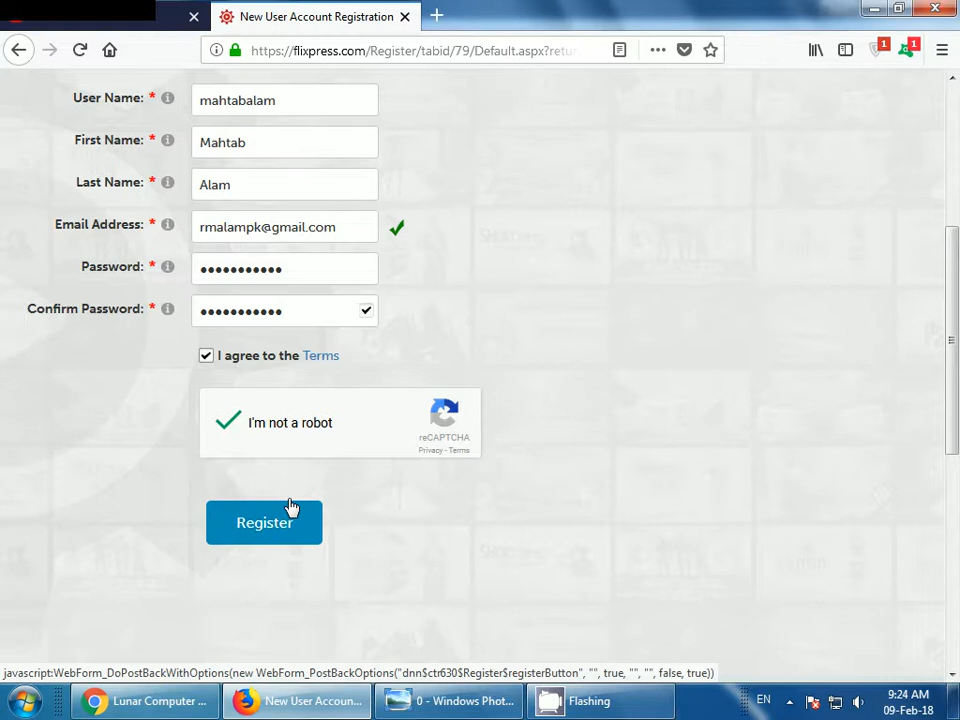 New User Account Registration
https://flixpress.com/Register/tabid/79/Default.aspx?retu
1
1
User Name: * mahtabalam
First Name: * Mahtab
Last Name: * Alam
Email Address: * rmalampk@gmail.com
Password: * •••••••••••
Confirm Password: * •••••••••••
I agree to the Terms
I'm not a robot
reCAPTCHA
Privacy - Terms
Register
javascript:WebForm_DoPostBackWithOptions(new WebForm_PostBackOptions("dnn$ctr630$Register$registerButton", "", true, "", "", false, true))
Lunar Computer ...
New User Accoun...
0 - Windows Phot...
Flashing
EN
9:24 AM
09-Feb-18